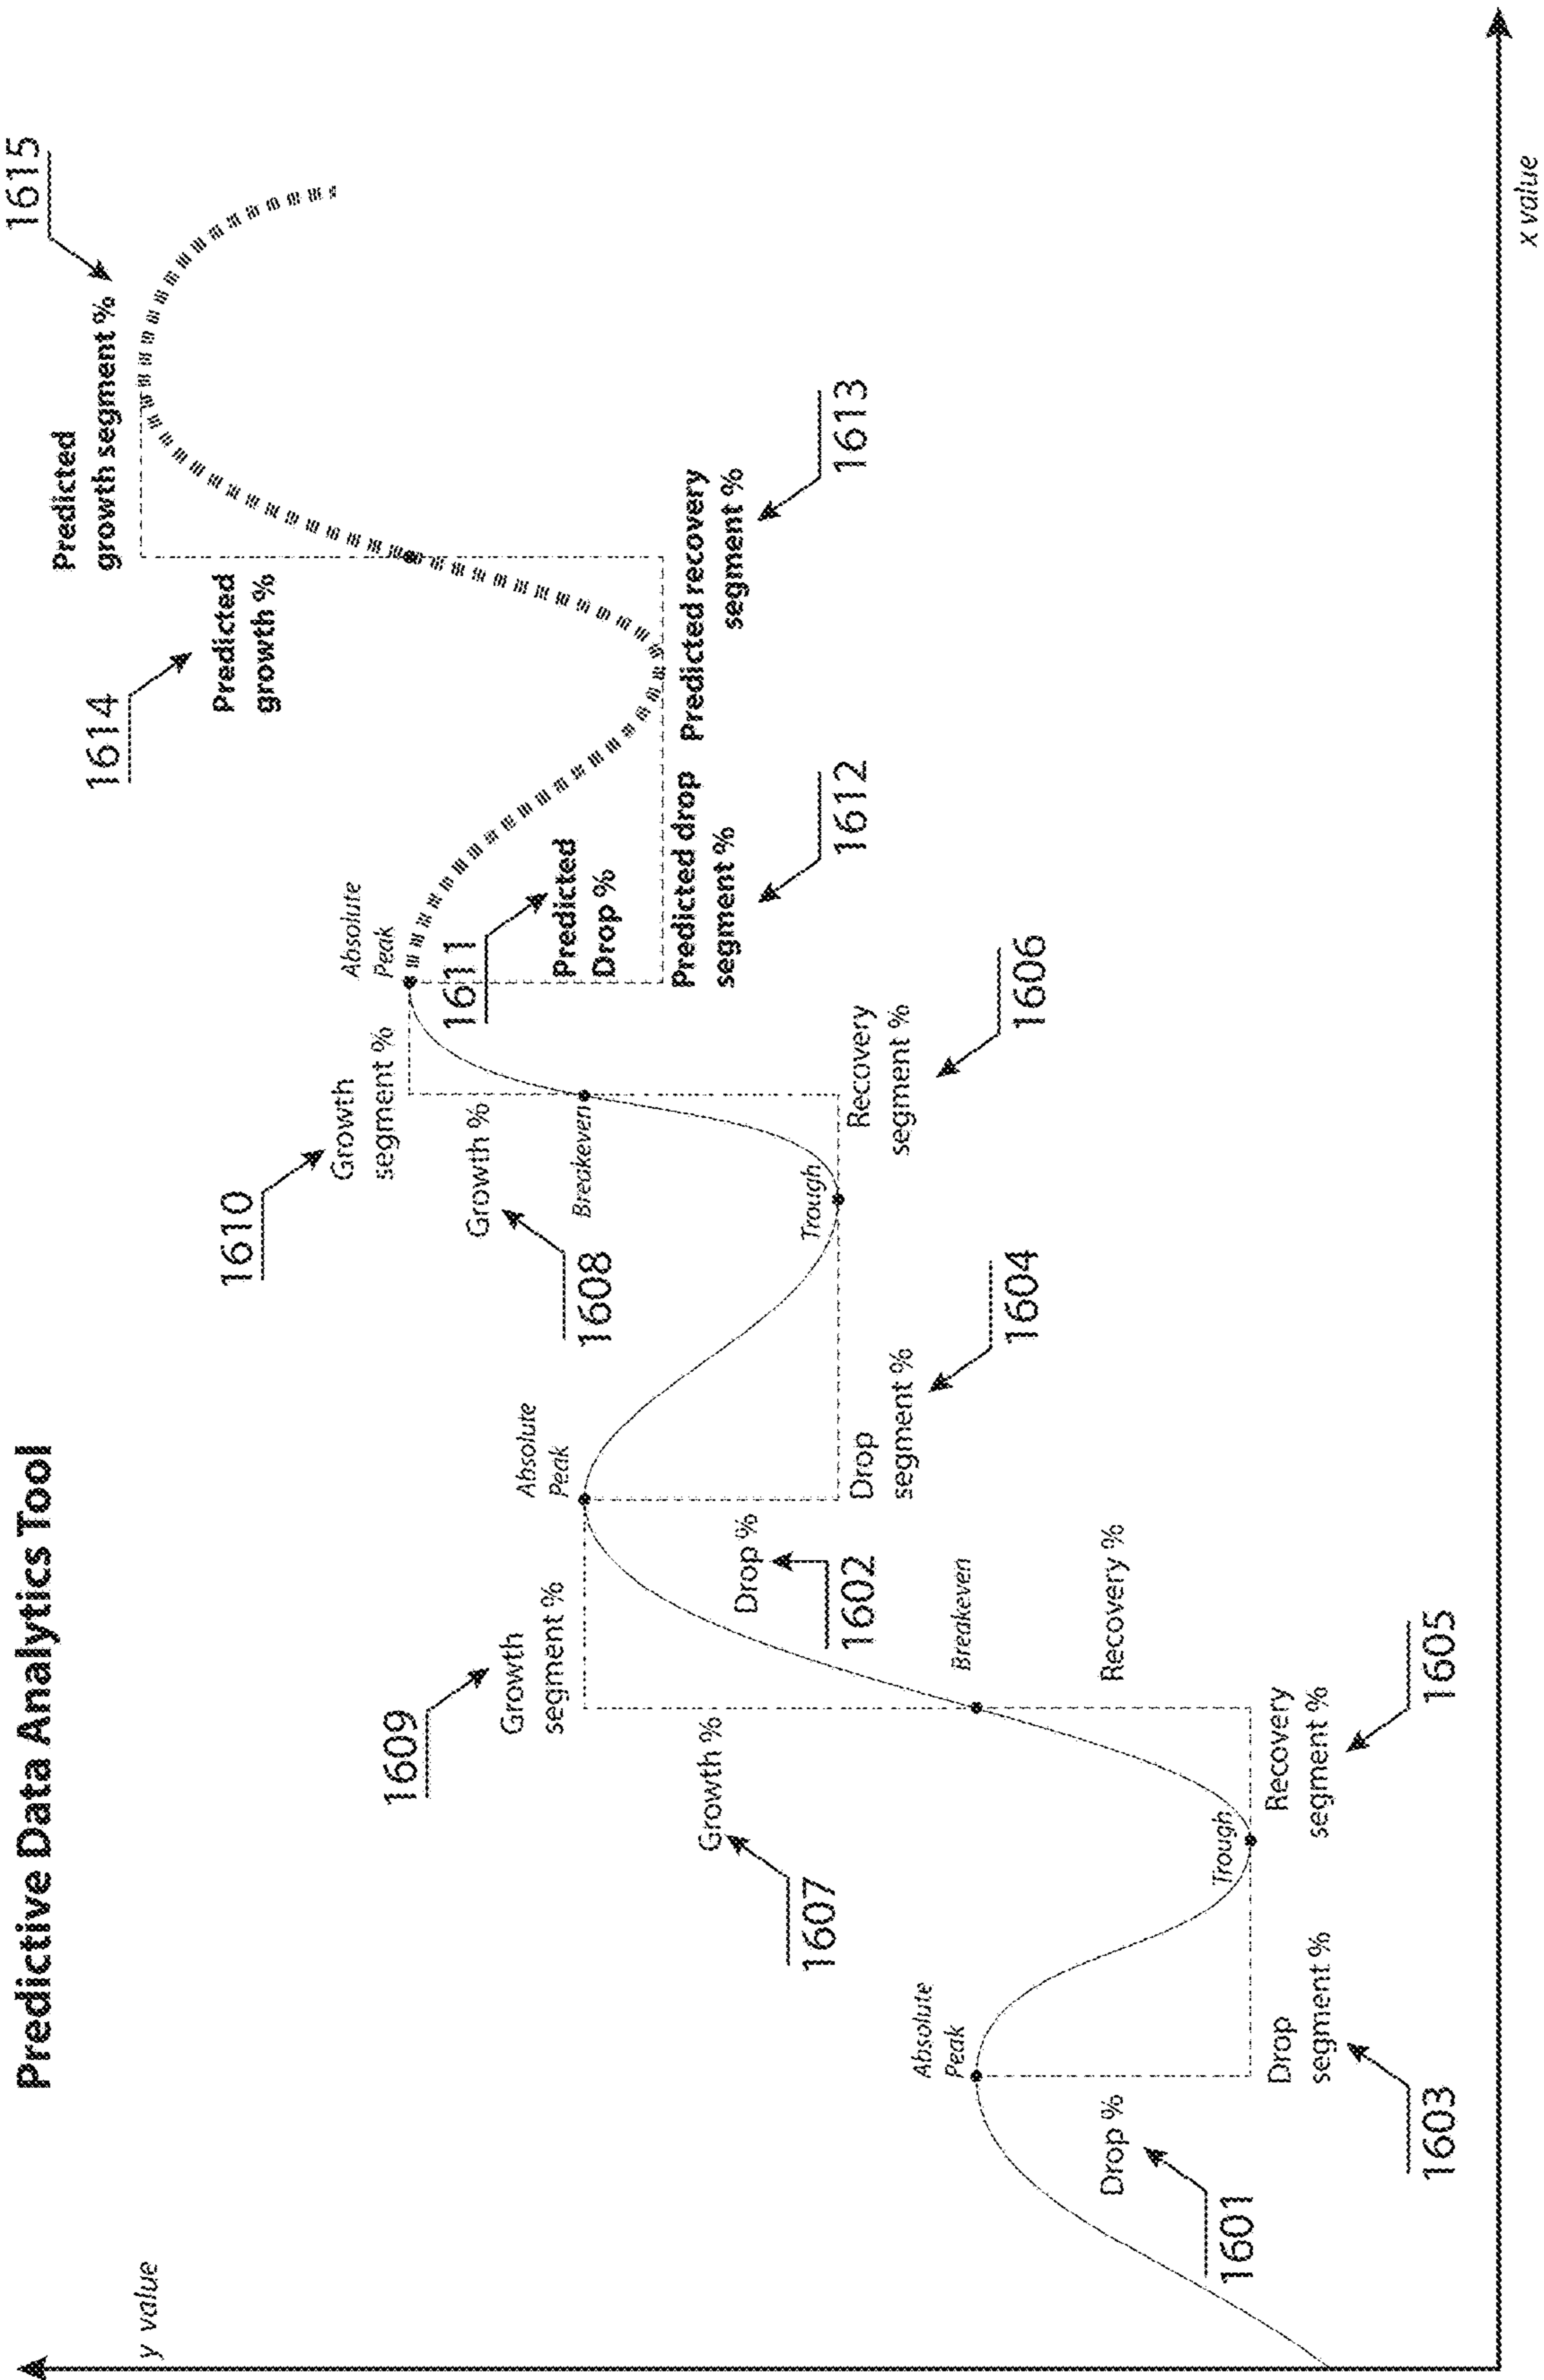 Predictive Data Analytics Tool
y value
Drop %
1601
Absolute
Peak
Drop
segment %
1603
Trough
Recovery
segment %
1605
Breakeven
Recovery %
Growth %
1607
1609
Growth
segment %
Absolute
Peak
Drop %
1602
Drop
segment %
1604
Trough
Recovery
segment %
1606
Breakeven
Growth %
1608
1610
Growth
segment %
Absolute
Peak
1611
Predicted
Drop %
Predicted drop
segment %
1612
Predicted recovery
segment %
1613
1614
Predicted
growth %
Predicted
growth segment %
1615
x value